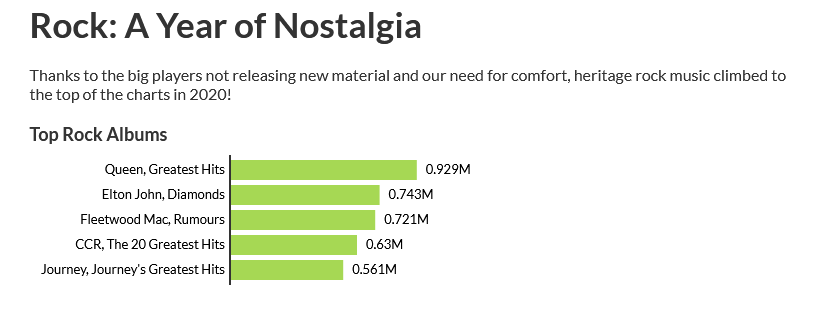 Rock: A Year of Nostalgia
Thanks to the big players not releasing new material and our need for comfort, heritage rock music climbed to
the top of the charts in 2020!
Top Rock Albums
Queen, Greatest Hits 0.929M
Elton John, Diamonds 0.743M
Fleetwood Mac, Rumours 0.721M
CCR, The 20 Greatest Hits 0.63M
Journey, Journey's Greatest Hits 0.561M